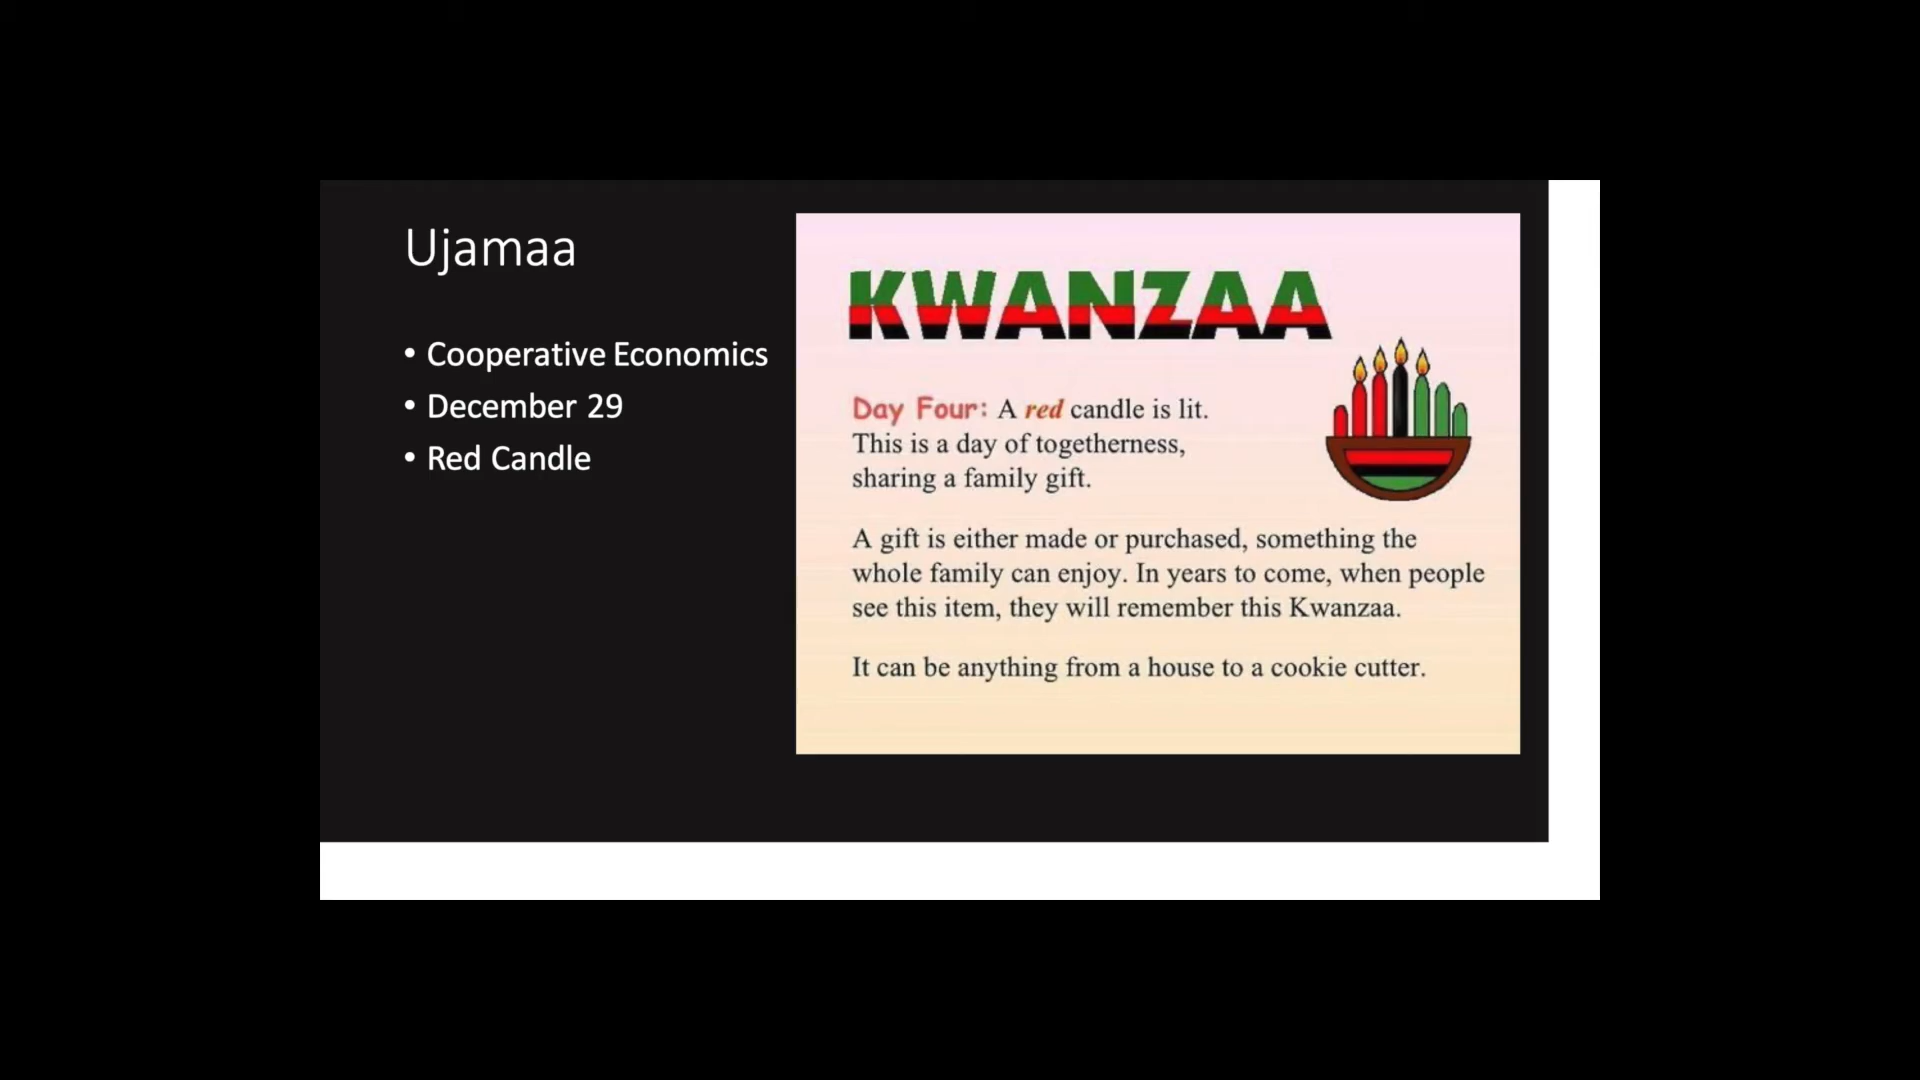 Ujamaa
• Cooperative Economics
• December 29
• Red Candle
KWANZAA
Day Four: A red candle is lit.
This is a day of togetherness,
sharing a family gift.
A gift is either made or purchased, something the
whole family can enjoy. In years to come, when people
see this item, they will remember this Kwanzaa.
It can be anything from a house to a cookie cutter.